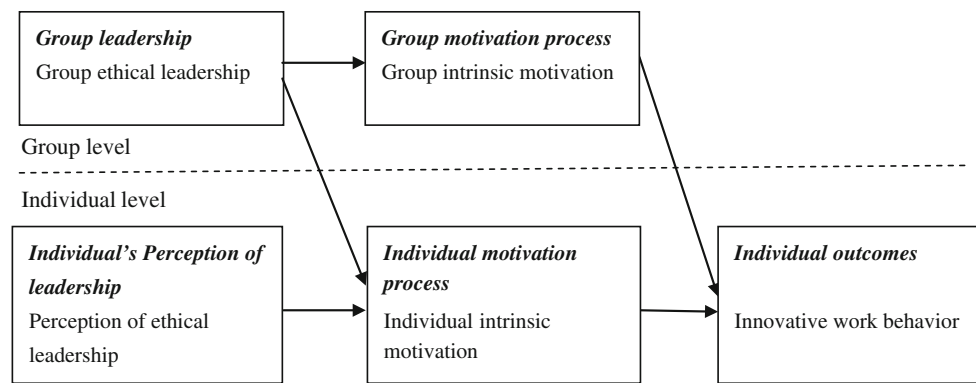 Group leadership
Group ethical leadership
Group motivation process
Group intrinsic motivation
Group level
Individual level
Individual's Perception of
leadership
Perception of ethical
leadership
Individual motivation
process
Individual intrinsic
motivation
Individual outcomes
Innovative work behavior